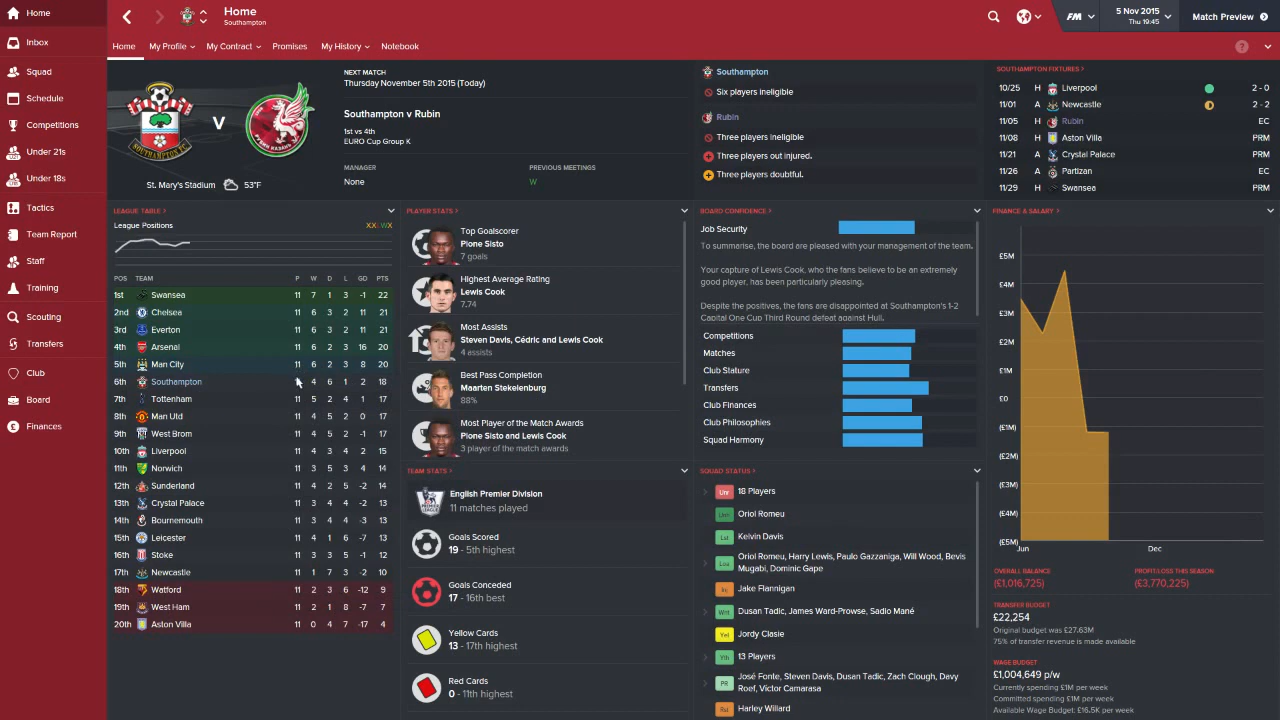 Home
Inbox
Squad
Schedule
Competitions
Under 21s
Under 18s
Tactics
Team Report
Staff
Training
Scouting
Transfers
Club
Board
Finances
Home
Southampton
FM
5 Nov 2015
Thu 19:45
Match Preview
Home My Profile My Contract Promises My History Notebook
V
St. Mary's Stadium 53°F
NEXT MATCH
Thursday November 5th 2015 (Today)
Southampton v Rubin
1st vs 4th
EURO Cup Group K
MANAGER PREVIOUS MEETINGS
None W
Southampton
Six players ineligible
Rubin
Three players ineligible
Three players out injured.
Three players doubtful.
SOUTHAMPTON FIXTURES >
10/25 H Liverpool 2 - 0
11/01 A Newcastle 2 - 2
11/05 H Rubin EC
11/08 H Aston Villa PRM
11/21 A Crystal Palace PRM
11/26 A Partizan EC
11/29 H Swansea PRM
LEAGUE TABLE >
League Positions
POS TEAM P W D L GD PTS
1st Swansea 11 7 1 3 -1 22
2nd Chelsea 11 6 3 2 11 21
3rd Everton 11 6 3 2 11 21
4th Arsenal 11 6 2 3 16 20
5th Man City 11 6 2 3 8 20
6th Southampton 4 6 1 2 18
7th Tottenham 11 5 2 4 1 17
8th Man Utd 11 4 5 2 0 17
9th West Brom 11 4 5 2 -1 17
10th Liverpool 11 4 3 4 2 15
11th Norwich 11 3 5 3 4 14
12th Sunderland 11 4 2 5 -2 14
13th Crystal Palace 11 3 4 4 -2 13
14th Bournemouth 11 3 4 4 -3 13
15th Leicester 11 4 1 6 -7 13
16th Stoke 11 3 3 5 -1 12
17th Newcastle 11 1 7 3 -2 10
18th Watford 11 2 3 6 -12 9
19th West Ham 11 2 1 8 -7 7
20th Aston Villa 11 0 4 7 -17 4
PLAYER STATS >
Top Goalscorer
Pione Sisto
7 goals
Highest Average Rating
Lewis Cook
7.74
Most Assists
Steven Davis, Cédric and Lewis Cook
4 assists
Best Pass Completion
Maarten Stekelenburg
88%
Most Player of the Match Awards
Pione Sisto and Lewis Cook
3 player of the match awards
TEAM STATS >
English Premier Division
11 matches played
Goals Scored
19 - 5th highest
Goals Conceded
17 - 16th best
Yellow Cards
13 - 17th highest
Red Cards
0 - 11th highest
BOARD CONFIDENCE >
Job Security
To summarise, the board are pleased with your management of the team.
Your capture of Lewis Cook, who the fans believe to be an extremely
good player, has been particularly pleasing.
Despite the positives, the fans are disappointed at Southampton's 1-2
Capital One Cup Third Round defeat against Hull.
Competitions
Matches
Club Stature
Transfers
Club Finances
Club Philosophies
Squad Harmony
SQUAD STATUS >
Unr 18 Players
Oriol Romeu
Lst Kelvin Davis
Loa Oriol Romeu, Harry Lewis, Paulo Gazzaniga, Will Wood, Bevis
Mugabi, Dominic Gape
Inj Jake Flannigan
Wnt Dusan Tadic, James Ward-Prowse, Sadio Mané
Yel Jordy Clasie
Yth 13 Players
PR José Fonte, Steven Davis, Dusan Tadic, Zach Clough, Davy
Roef, Víctor Camarasa
Rst Harley Willard
FINANCE & SALARY >
£5M
£4M
£3M
£2M
£1M
£0
(£1M)
(£2M)
(£3M)
(£4M)
(£5M)
Jun Dec
OVERALL BALANCE PROFIT/LOSS THIS SEASON
(£1,016,725) (£3,770,225)
TRANSFER BUDGET
£22,254
Original budget was £27.63M
75% of transfer revenue is made available
WAGE BUDGET
£1,004,649 p/w
Currently spending £1M per week
Committed spending £1M per week
Available Wage Budget: £16.5K per week